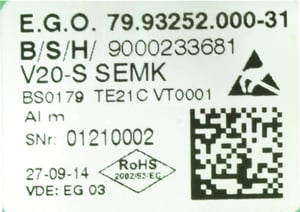 E.G.O. 79.93252.000-31
B/S/H/ 9000233681
V20-S SEMK
BS0179 TE21C VT0001
Al m
SNr: 01210002
27-09-14
RoHS
2002/95/EC
VDE: EG 03